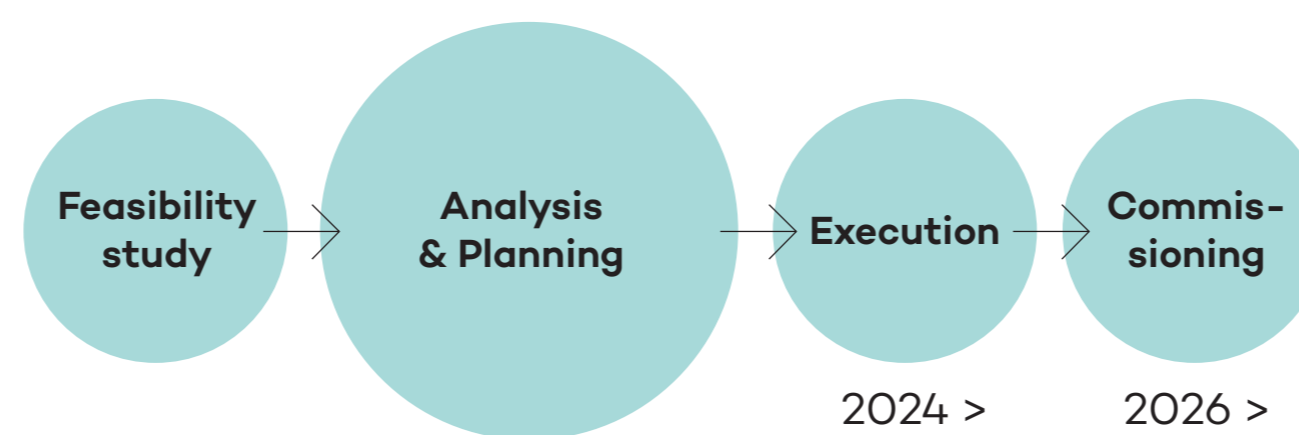 Feasibility
study
Analysis
& Planning
Execution
Commis-
sioning
2024 >
2026 >